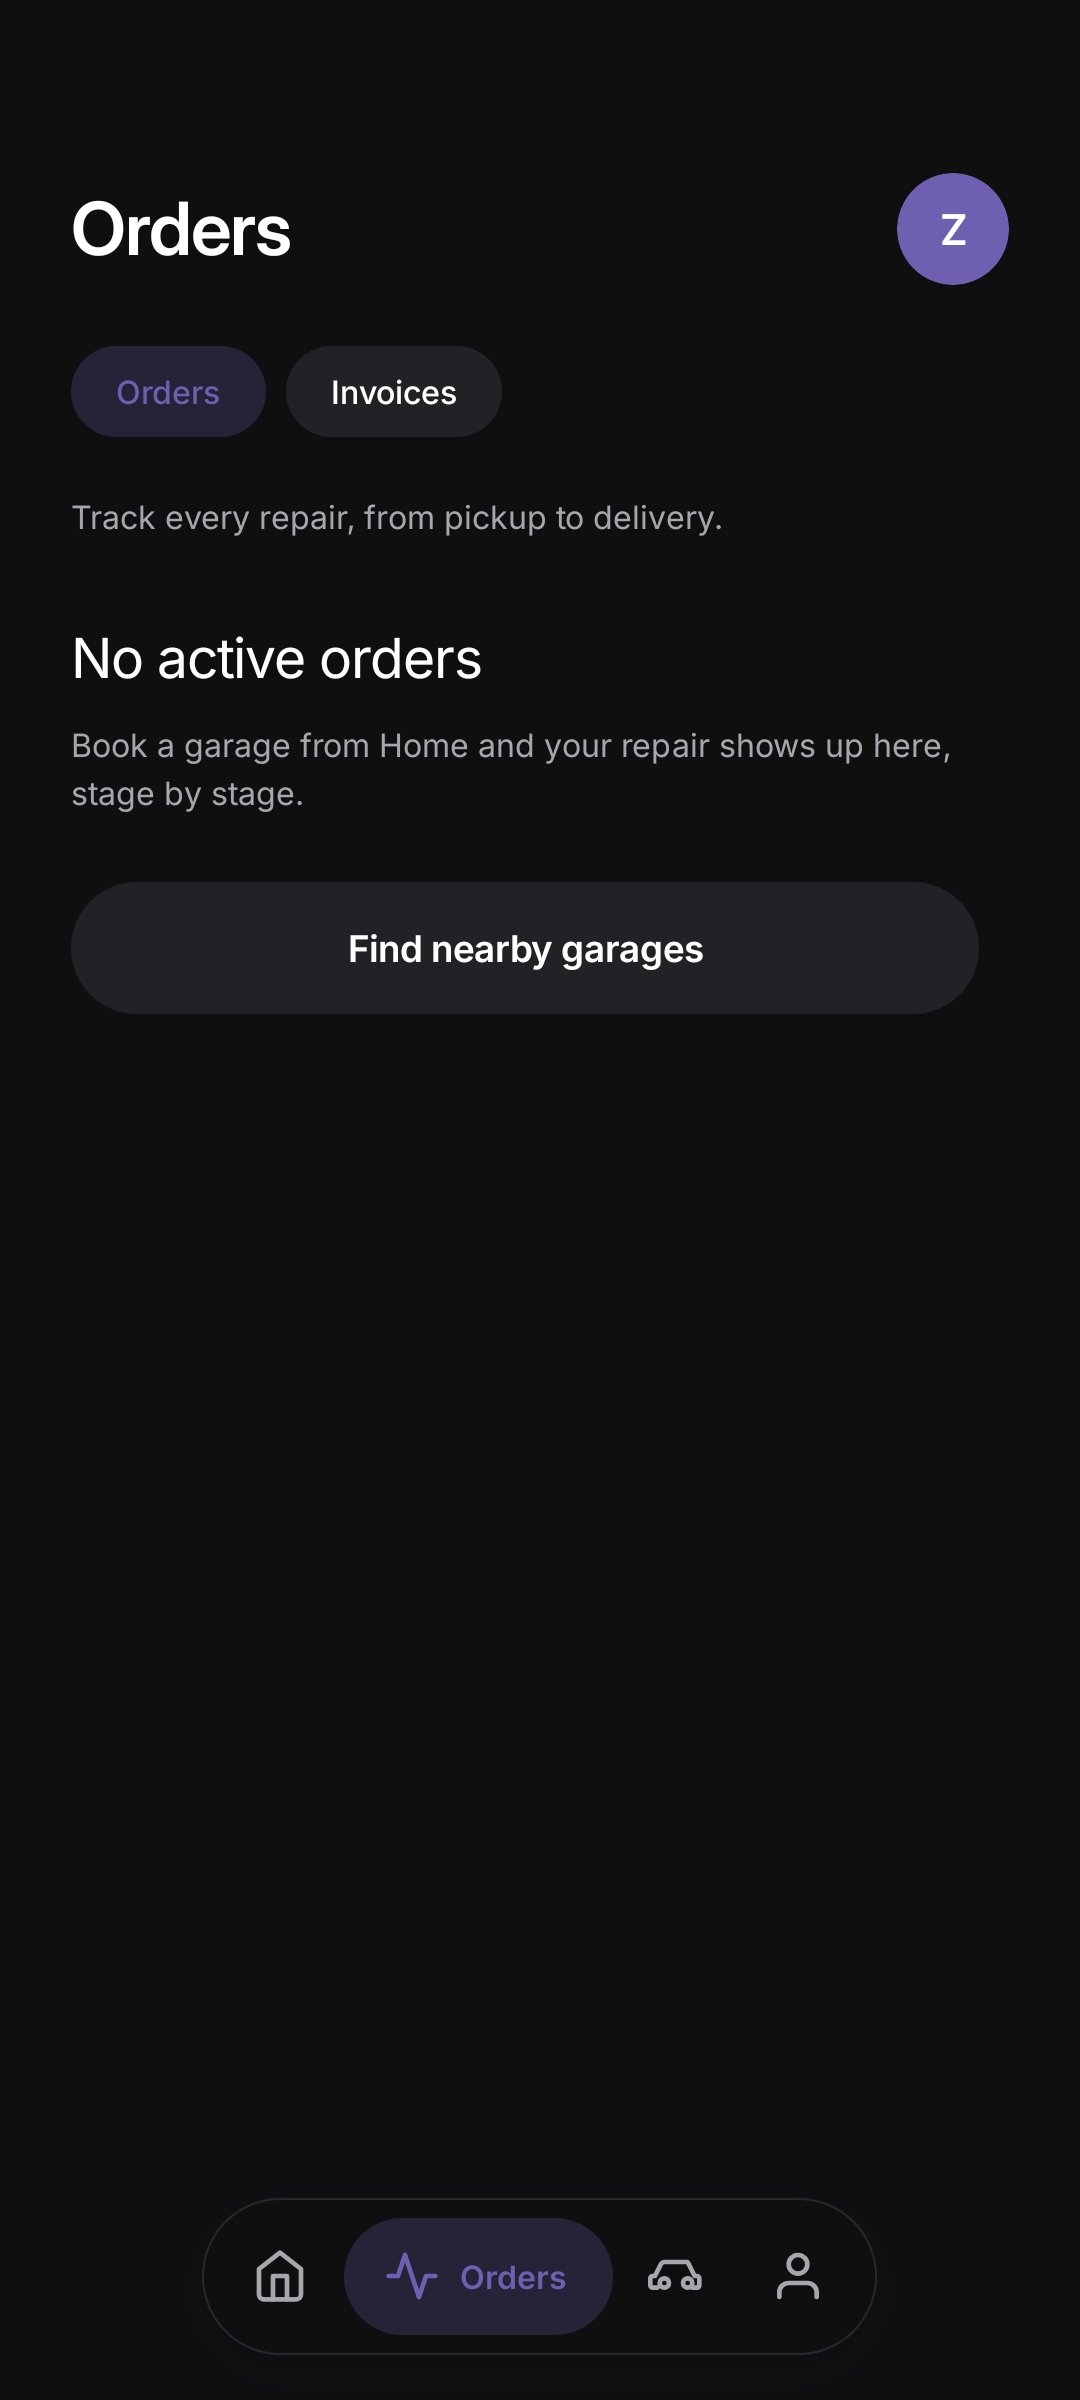 Orders
Z
Orders
Invoices
Track every repair, from pickup to delivery.
No active orders
Book a garage from Home and your repair shows up here,
stage by stage.
Find nearby garages
Orders